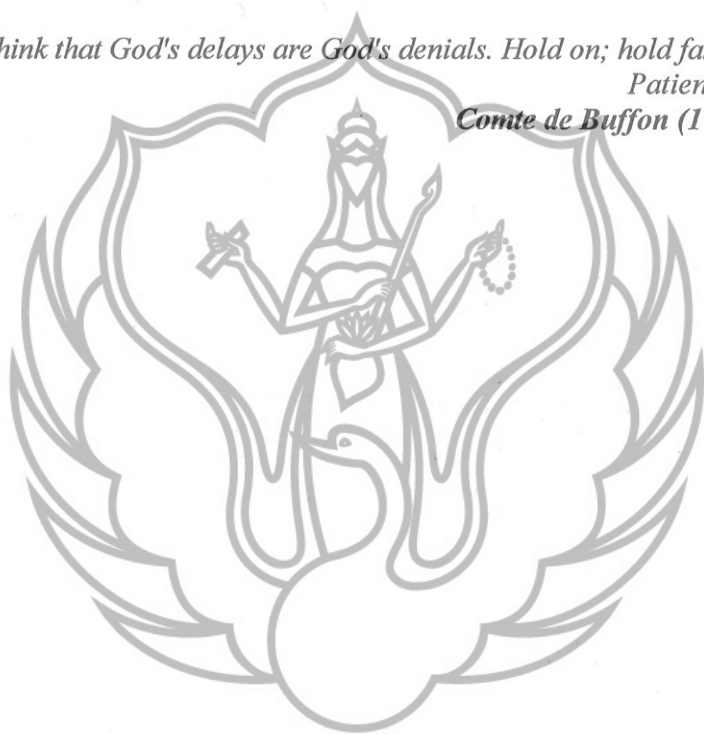 hink that God's delays are God's denials. Hold on; hold fa
Patien
Comte de Buffon (1